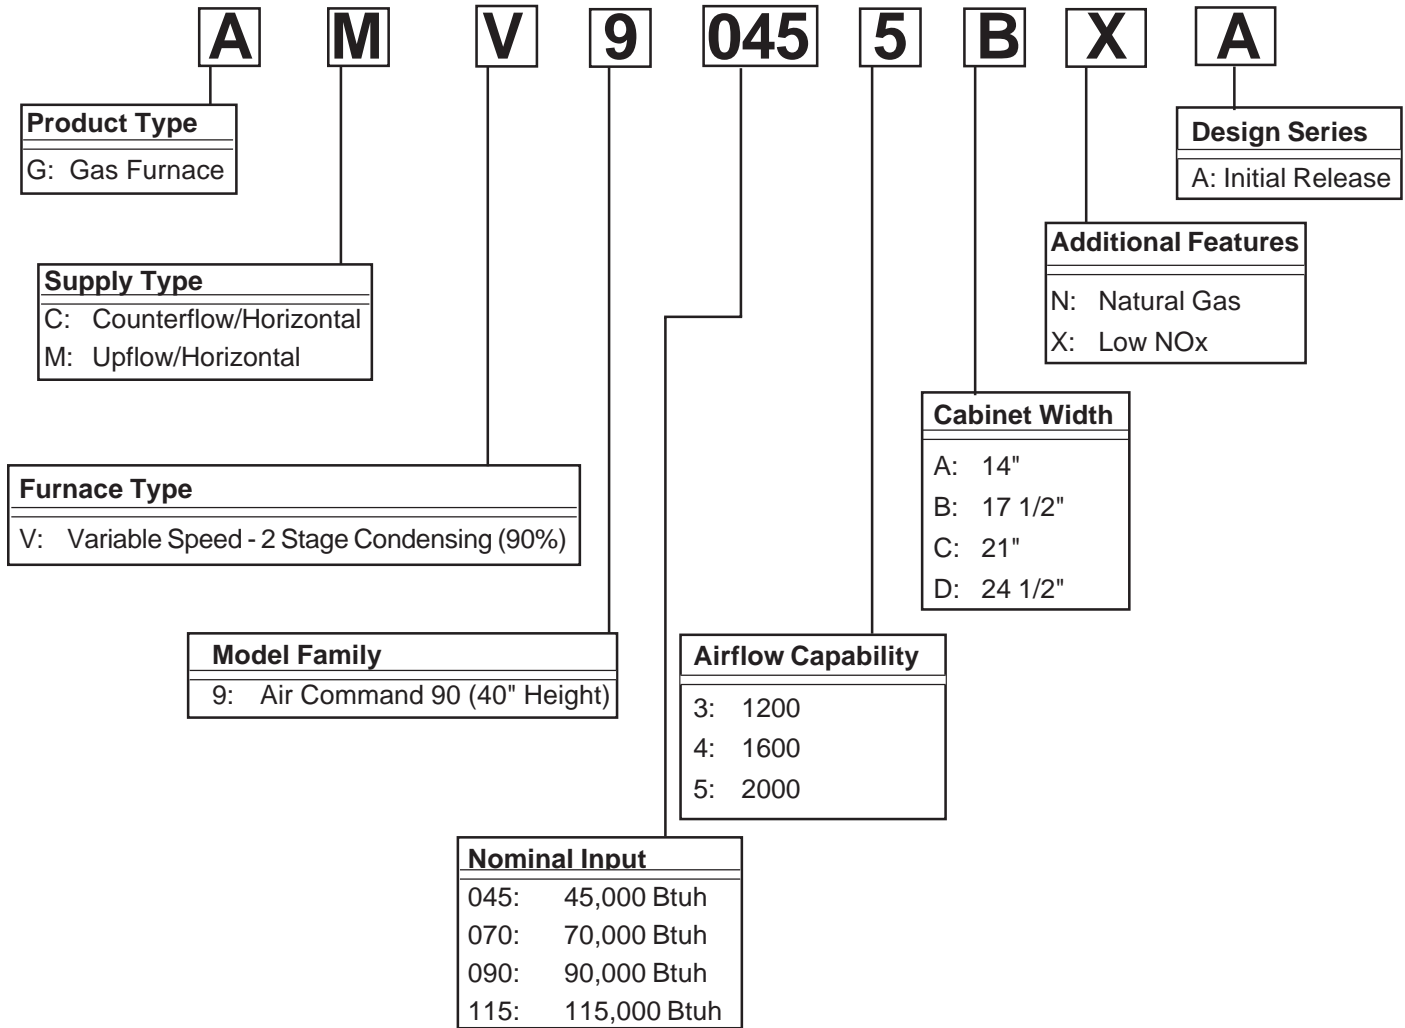 A M V 9 045 5 B X A
Product Type
G: Gas Furnace
Design Series
A: Initial Release
Supply Type
C: Counterflow/Horizontal
M: Upflow/Horizontal
Additional Features
N: Natural Gas
X: Low NOx
Furnace Type
V: Variable Speed - 2 Stage Condensing (90%)
Cabinet Width
A: 14"
B: 17 1/2"
C: 21"
D: 24 1/2"
Model Family
9: Air Command 90 (40" Height)
Airflow Capability
3: 1200
4: 1600
5: 2000
Nominal Input
045: 45,000 Btuh
070: 70,000 Btuh
090: 90,000 Btuh
115: 115,000 Btuh